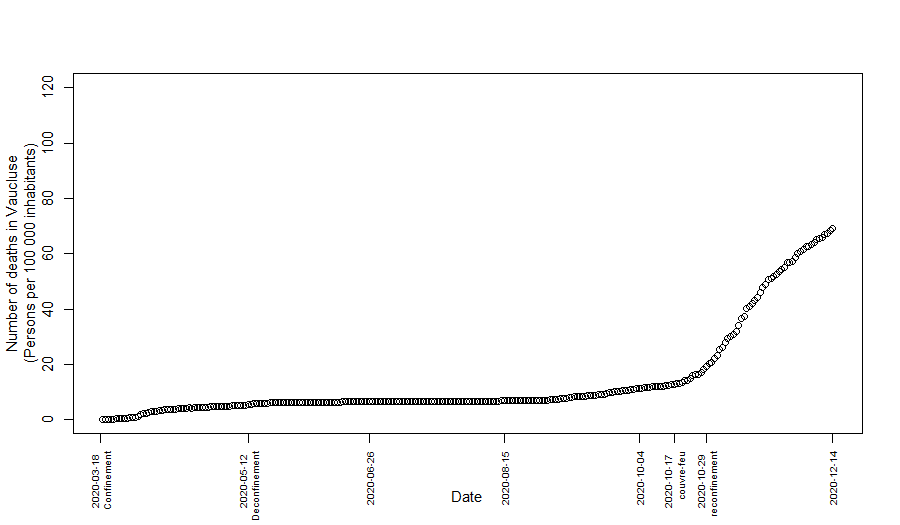 Number of deaths in Vaucluse
(Persons per 100 000 inhabitants)
120
100
80
60
40
20
0
2020-03-18
Confinement
2020-05-12
Deconfinement
2020-06-26
2020-08-15
2020-10-04
2020-10-17
couvre-feu
2020-10-29
reconfinement
2020-12-14
Date